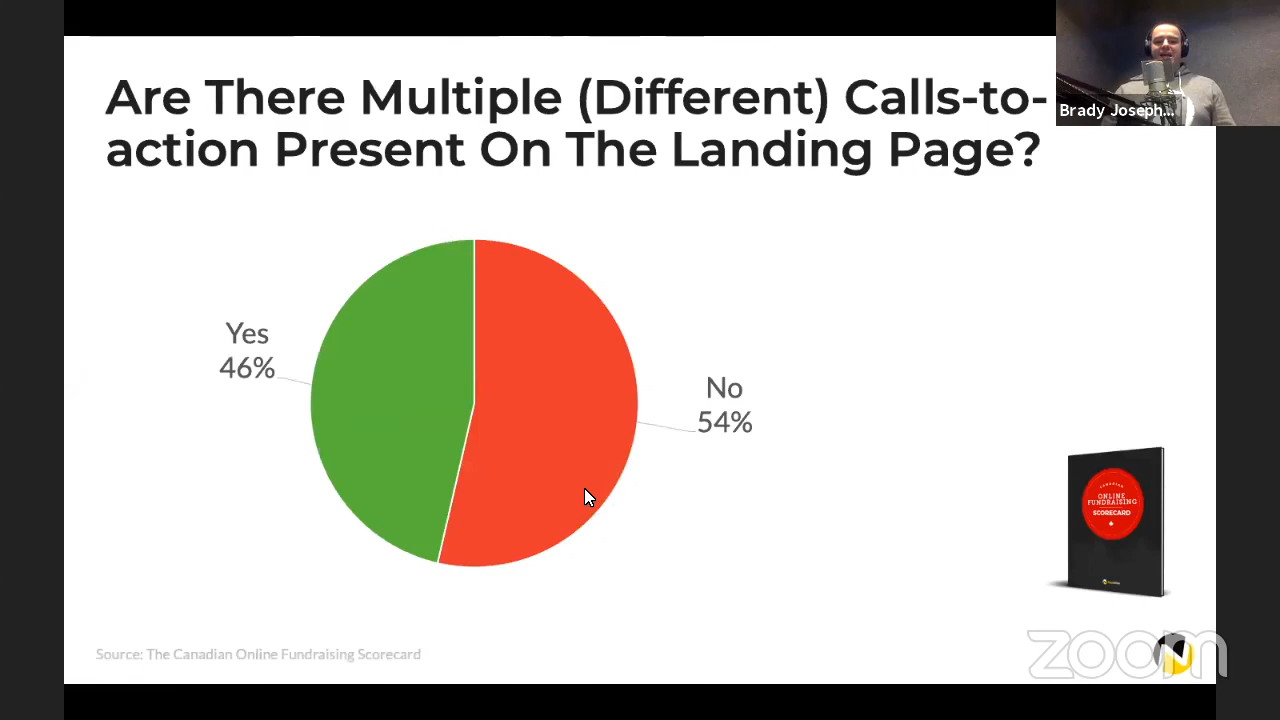 Are There Multiple (Different) Calls-to-
action Present On The Landing Page?
Brady Joseph...
Yes
46%
No
54%
CANADIAN
ONLINE
FUNDRAISING
SCORECARD
Source: The Canadian Online Fundraising Scorecard
zoom